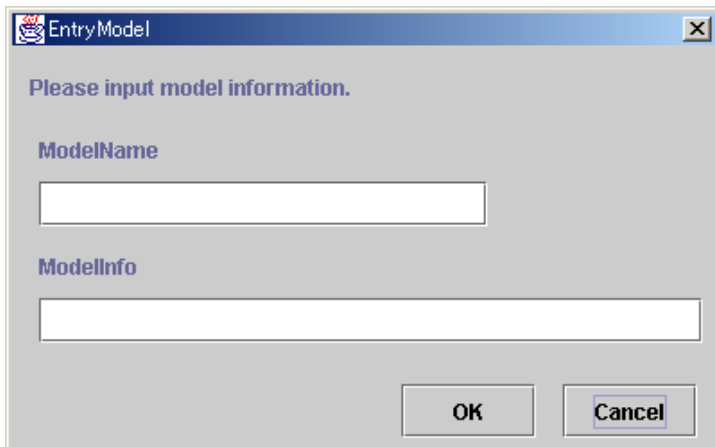 EntryModel
Please input model information.
ModelName
ModelInfo
OK Cancel